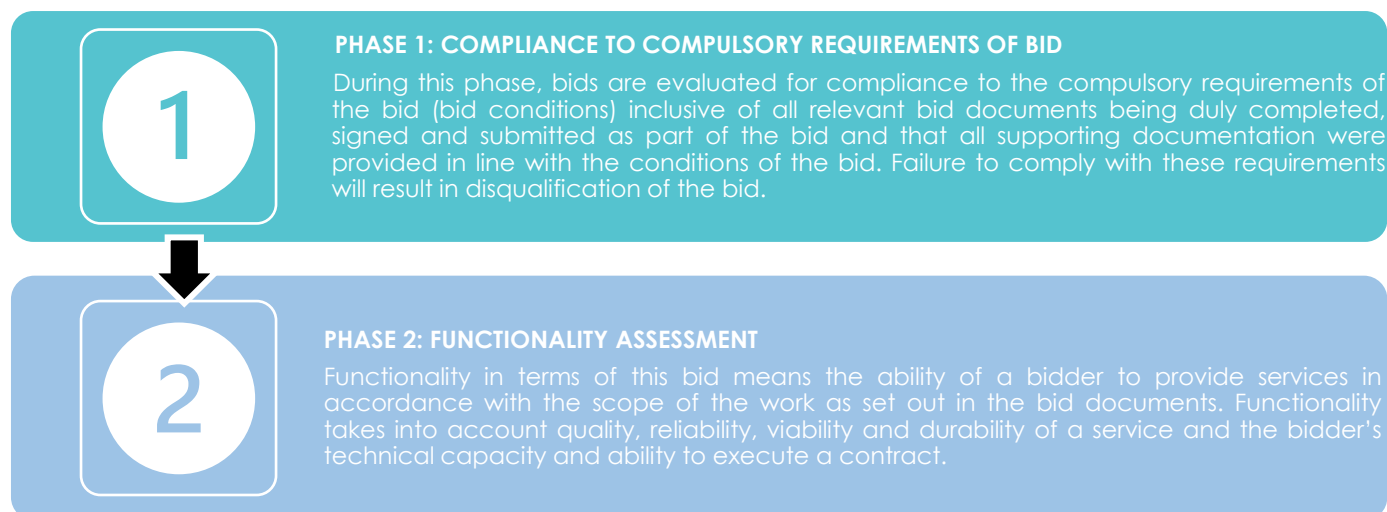 1
PHASE 1: COMPLIANCE TO COMPULSORY REQUIREMENTS OF BID
During this phase, bids are evaluated for compliance to the compulsory requirements of
the bid (bid conditions) inclusive of all relevant bid documents being duly completed,
signed and submitted as part of the bid and that all supporting documentation were
provided in line with the conditions of the bid. Failure to comply with these requirements
will result in disqualification of the bid.
2
PHASE 2: FUNCTIONALITY ASSESSMENT
Functionality in terms of this bid means the ability of a bidder to provide services in
accordance with the scope of the work as set out in the bid documents. Functionality
takes into account quality, reliability, viability and durability of a service and the bidder's
technical capacity and ability to execute a contract.